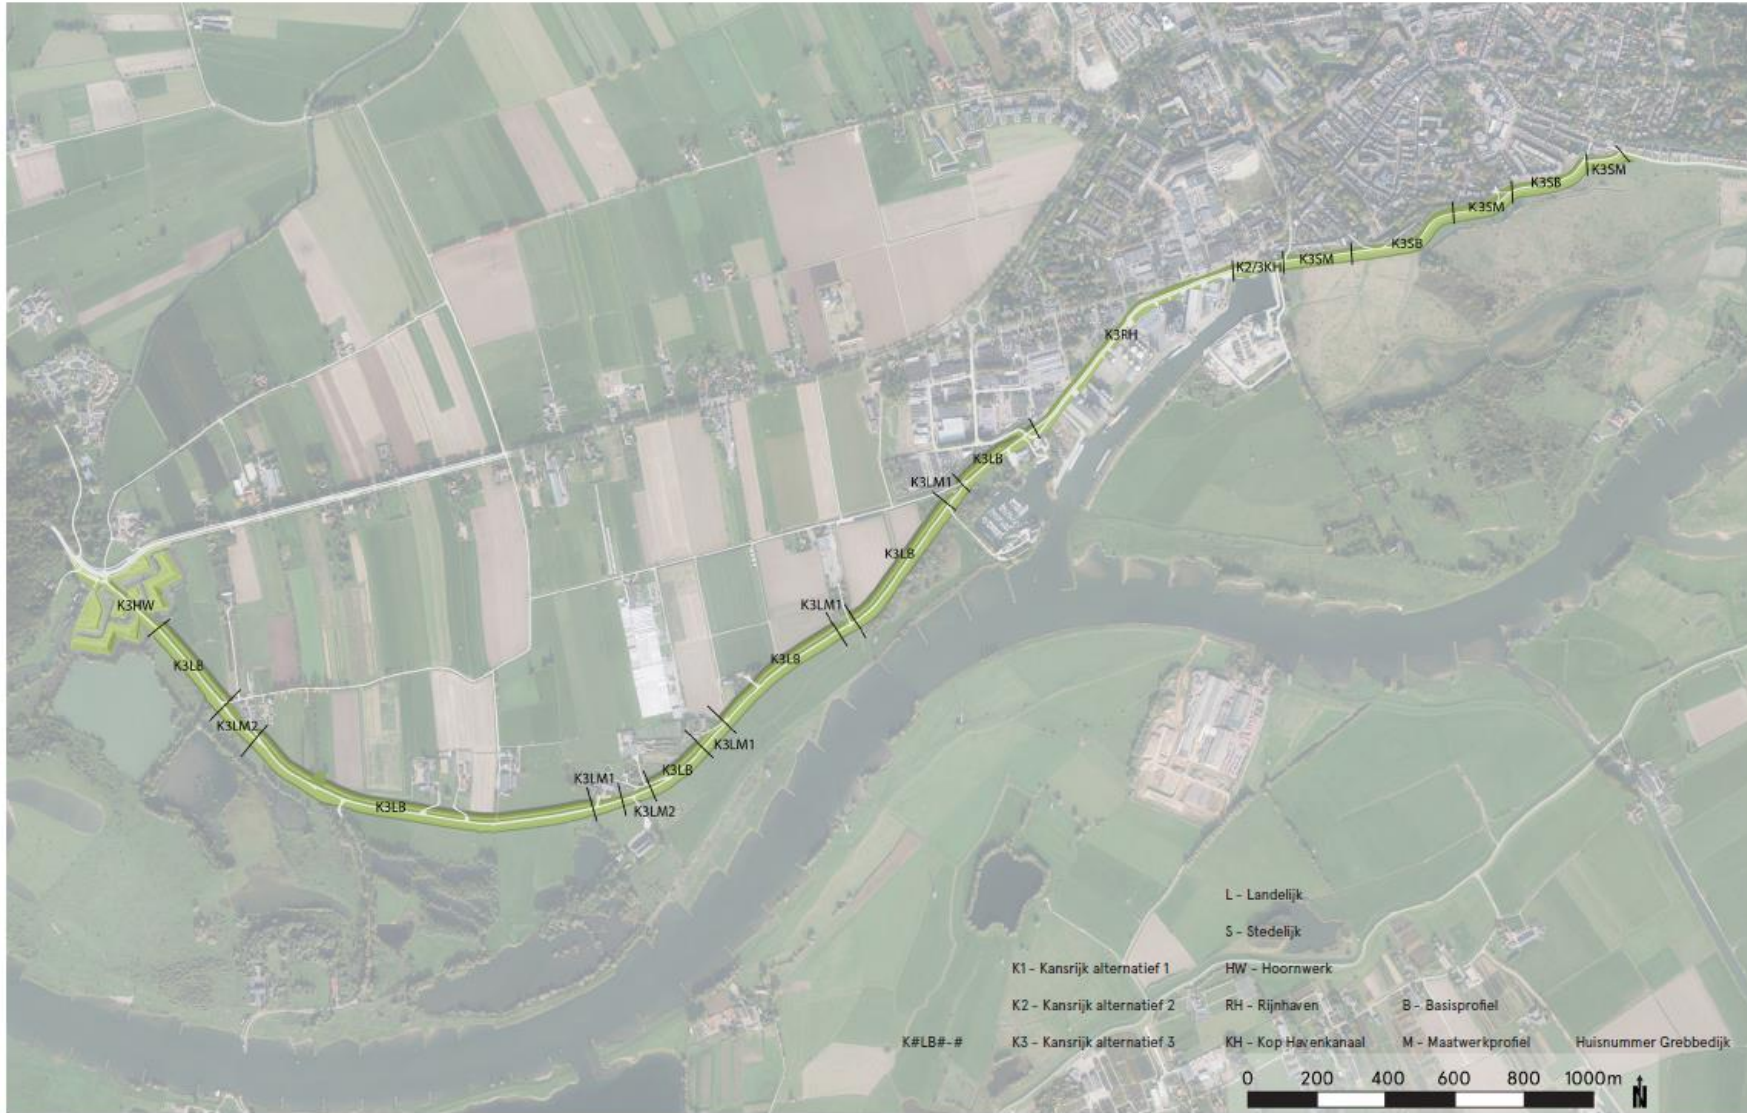 K3SM
K3SB
K3SM
K3SB
K3SM
K2/3KH
K3RH
K3LB
K3LM1
K3LB
K3LM1
K3HW
K3LB
K3LB
K3LM2
K3LM1
K3LB
K3LM1
K3LB
K3LM2
L - Landelijk
S - Stedelijk
K1 - Kansrijk alternatief 1 HW - Hoornwerk
K2 - Kansrijk alternatief 2 RH - Rijnhaven B - Basisprofiel
K#LB#-# K3 - Kansrijk alternatief 3 KH - Kop Havenkanaal M - Maatwerkprofiel Huisnummer Grebbedijk
0 200 400 600 800 1000m N